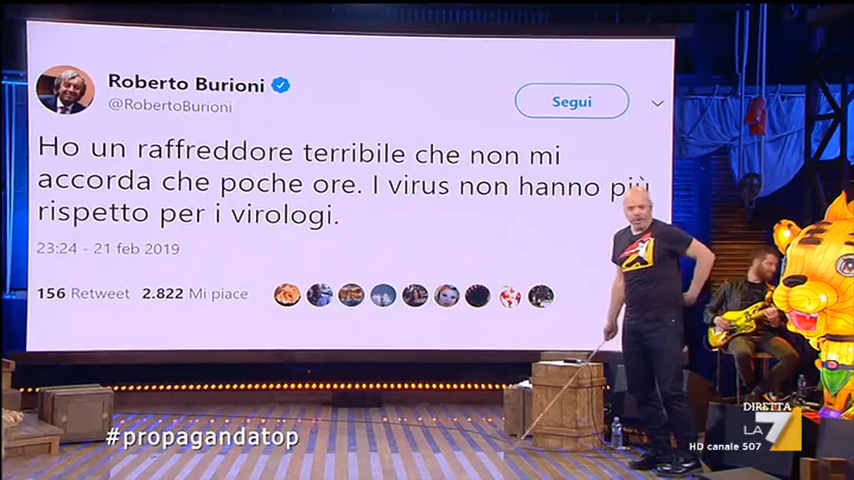 Roberto Burioni
@RobertoBurioni
Segui
Ho un raffreddore terribile che non mi
accorda che poche ore. I virus non hanno più
rispetto per i virologi.
23:24 - 21 feb 2019
156 Retweet 2.822 Mi piace
#propagandatop
DIRETTA
LA 7
HD canale 507